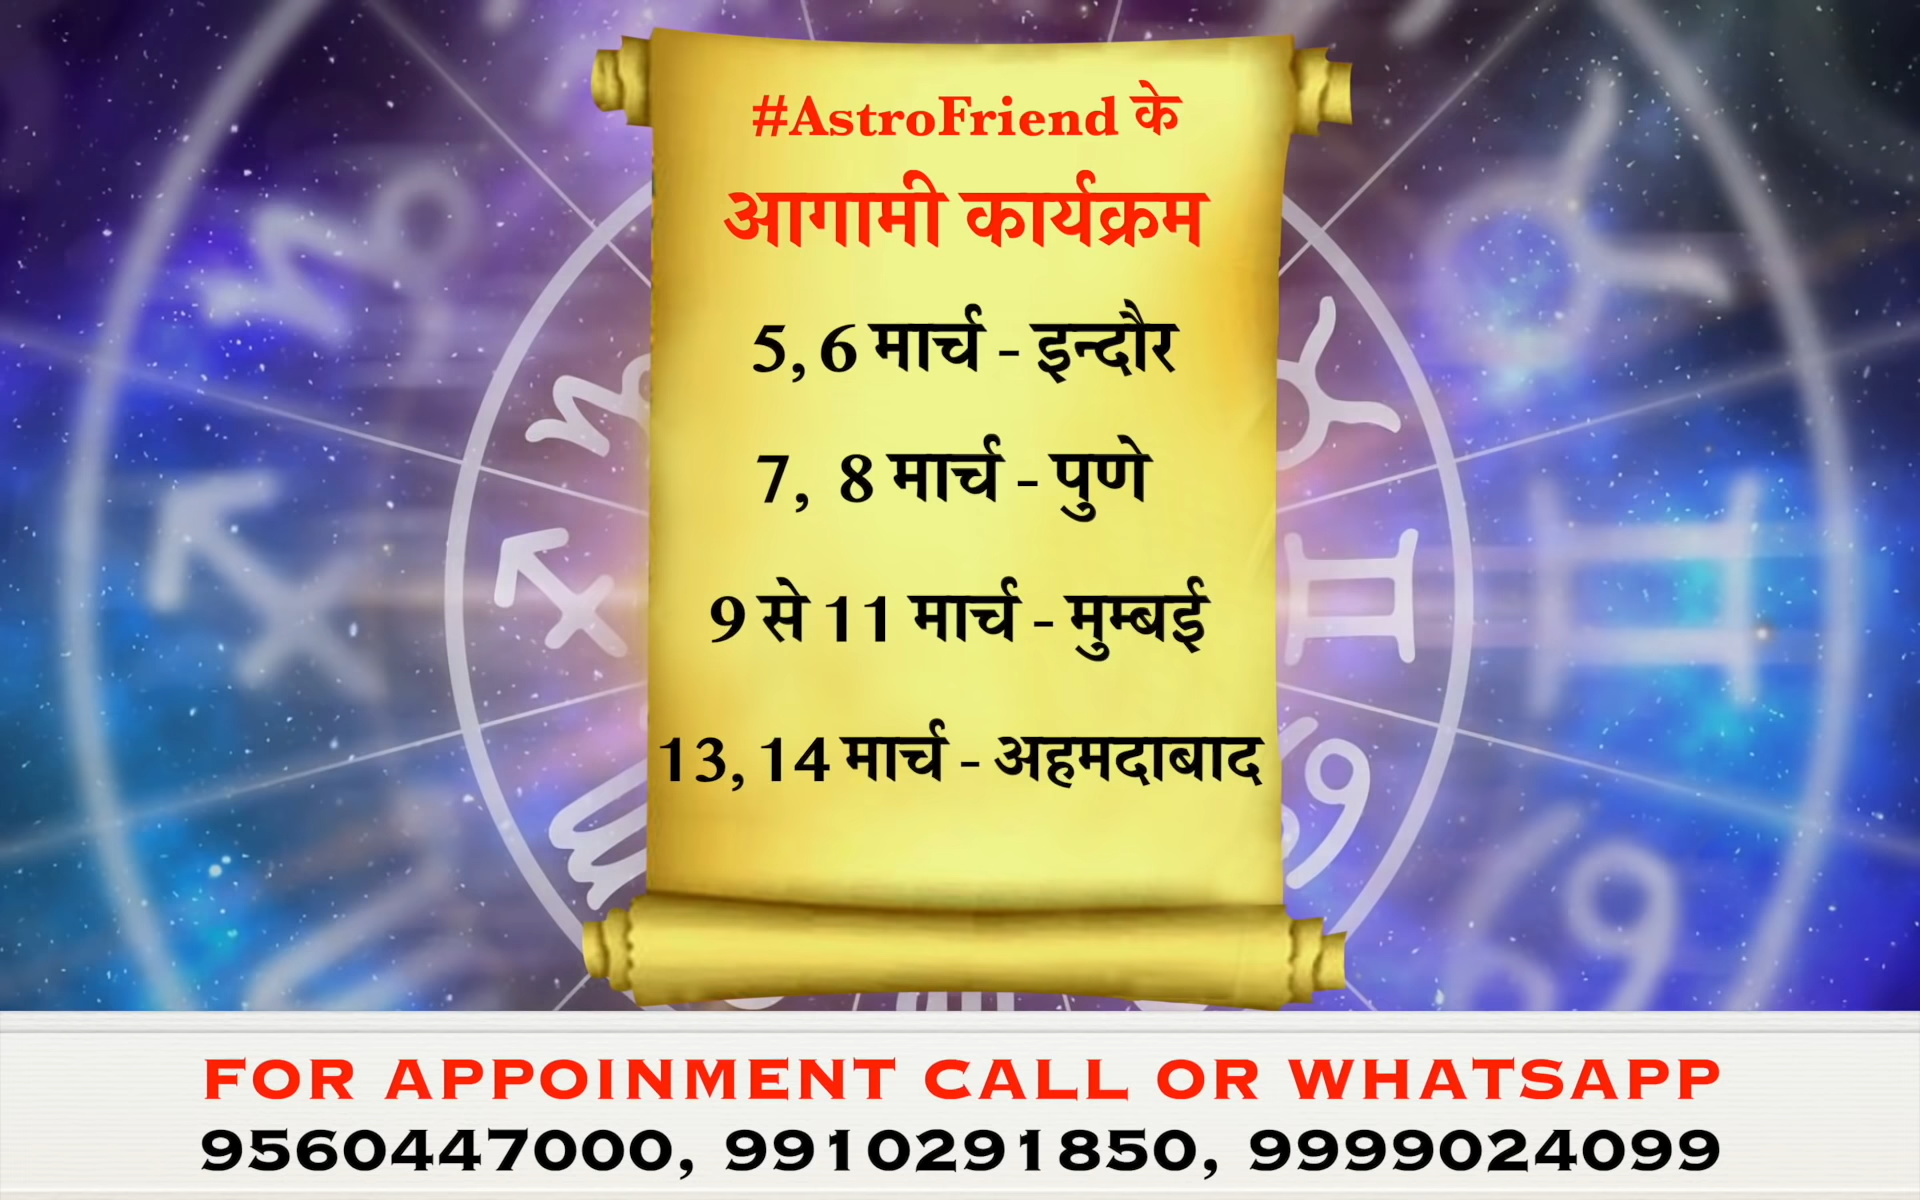 #AstroFriend के
आगामी कार्यक्रम
5, 6 मार्च - इन्दौर
7, 8 मार्च - पुणे
9 से 11 मार्च - मुम्बई
13, 14 मार्च - अहमदाबाद
FOR APPOINMENT CALL OR WHATSAPP
9560447000, 9910291850, 9999024099